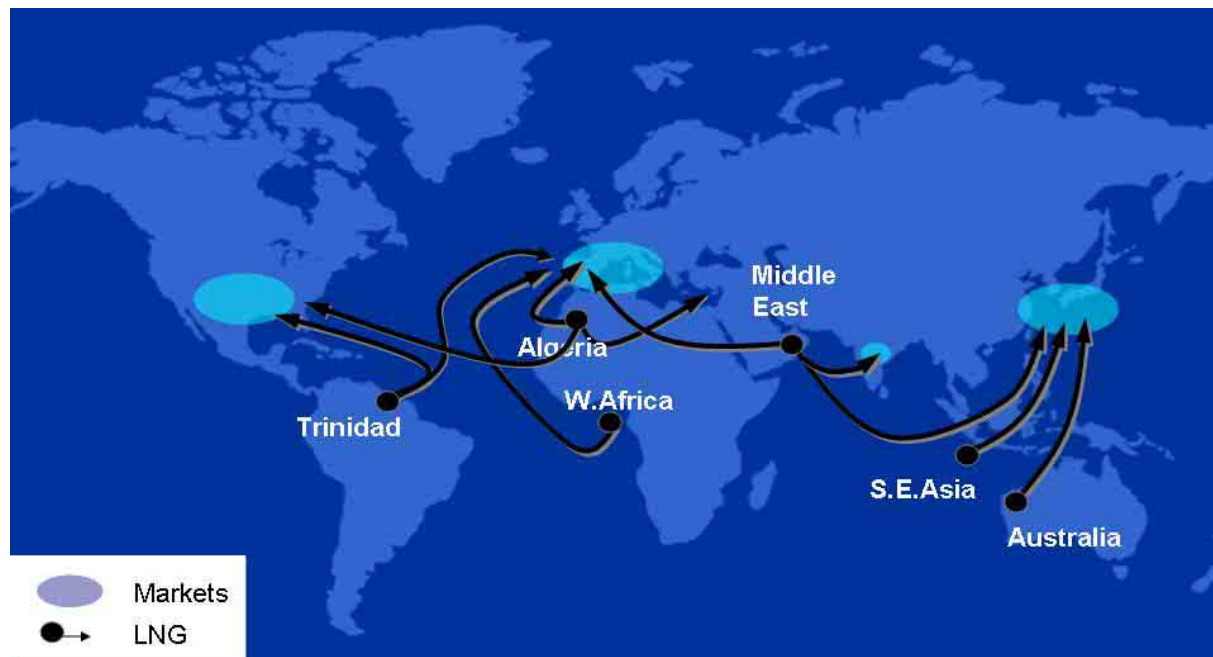 Middle
East
Algeria
W.Africa
Trinidad
S.E.Asia
Australia
Markets
LNG